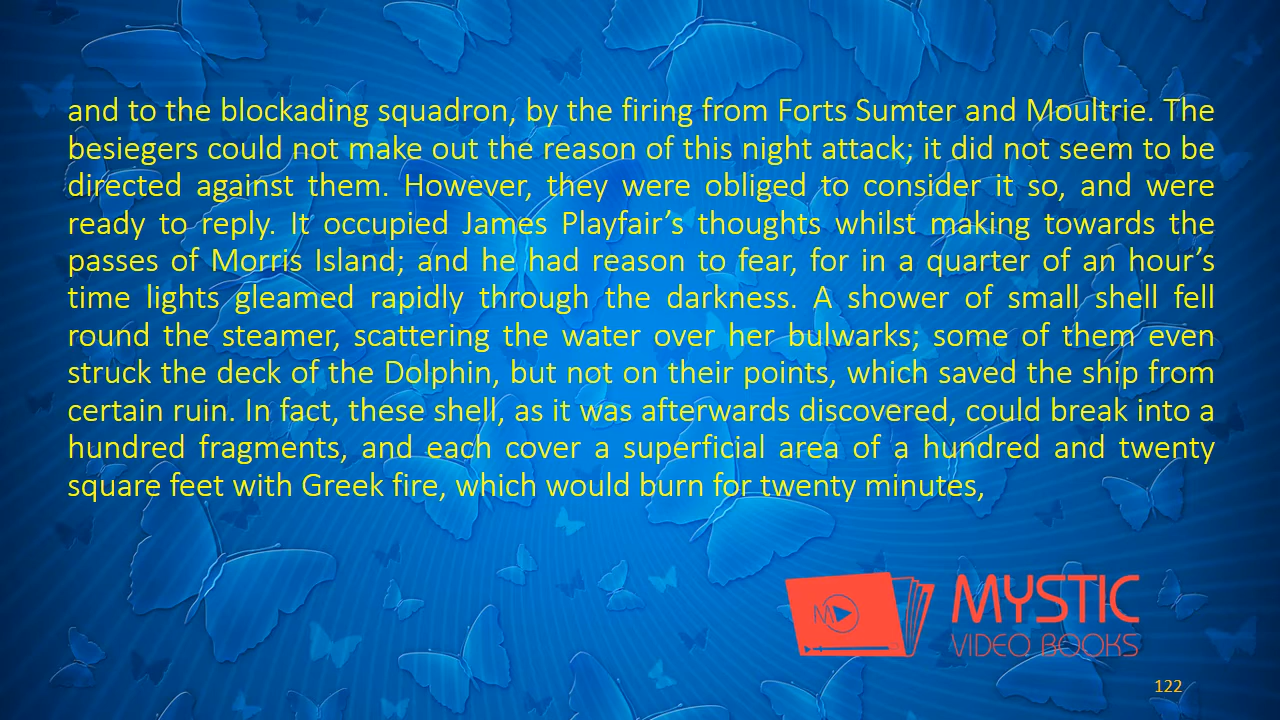 and to the blockading squadron, by the firing from Forts Sumter and Moultrie. The
besiegers could not make out the reason of this night attack; it did not seem to be
directed against them. However, they were obliged to consider it so, and were
ready to reply. It occupied James Playfair’s thoughts whilst making towards the
passes of Morris Island; and he had reason to fear, for in a quarter of an hour’s
time lights gleamed rapidly through the darkness. A shower of small shell fell
round the steamer, scattering the water over her bulwarks; some of them even
struck the deck of the Dolphin, but not on their points, which saved the ship from
certain ruin. In fact, these shell, as it was afterwards discovered, could break into a
hundred fragments, and each cover a superficial area of a hundred and twenty
square feet with Greek fire, which would burn for twenty minutes,
M
MYSTIC
VIDEO BOOKS
122